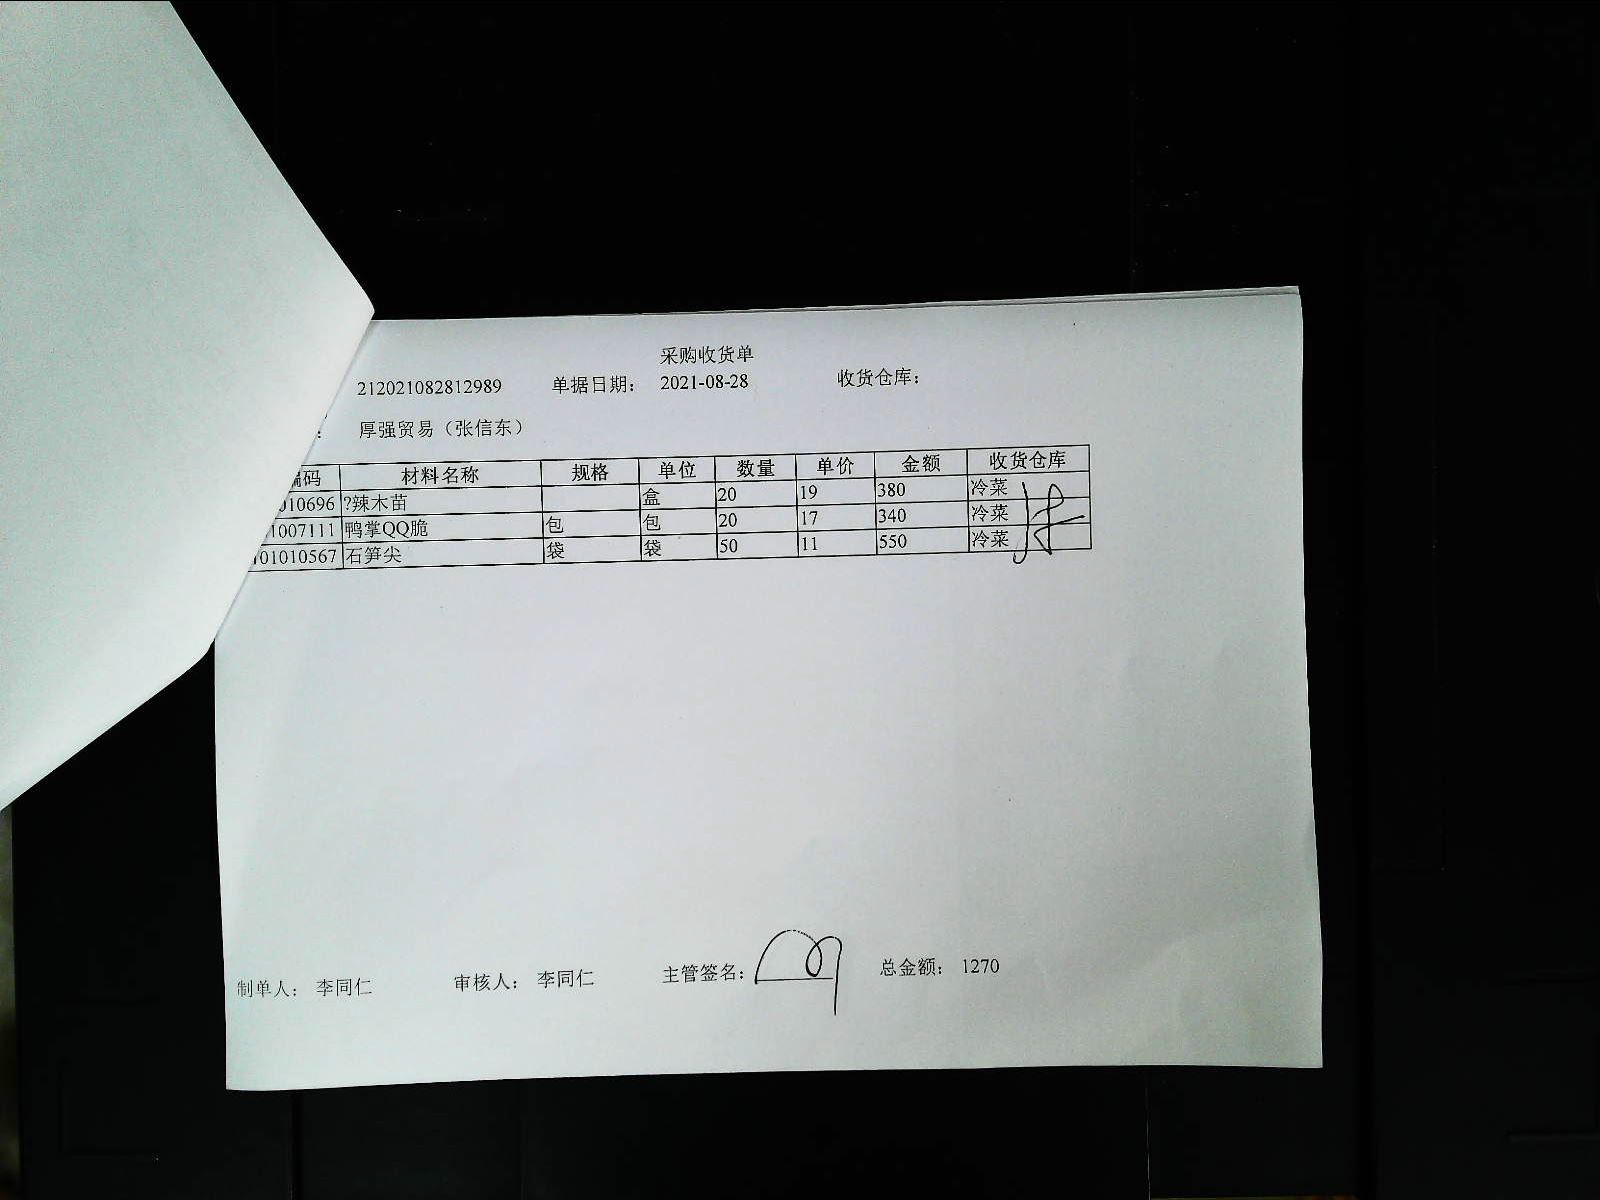 采购收货单
212021082812989 单据日期： 2021-08-28 收货仓库：
： 厚强贸易（张信东）
编码 材料名称 规格 单位 数量 单价 金额 收货仓库
010696 ?辣木苗 盒 20 19 380 冷菜
1007111 鸭掌QQ脆 包 包 20 17 340 冷菜
101010567 石笋尖 袋 袋 50 11 550 冷菜
制单人： 李同仁 审核人： 李同仁 主管签名： 总金额： 1270